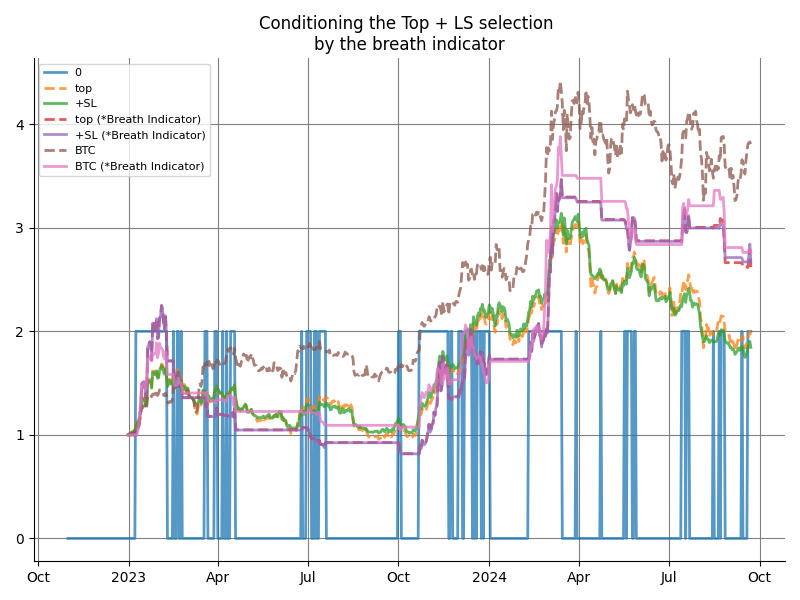 Conditioning the Top + LS selection
by the breath indicator
0
top
+SL
top (*Breath Indicator)
+SL (*Breath Indicator)
BTC
BTC (*Breath Indicator)
4
3
2
1
0
Oct 2023 Apr Jul Oct 2024 Apr Jul Oct